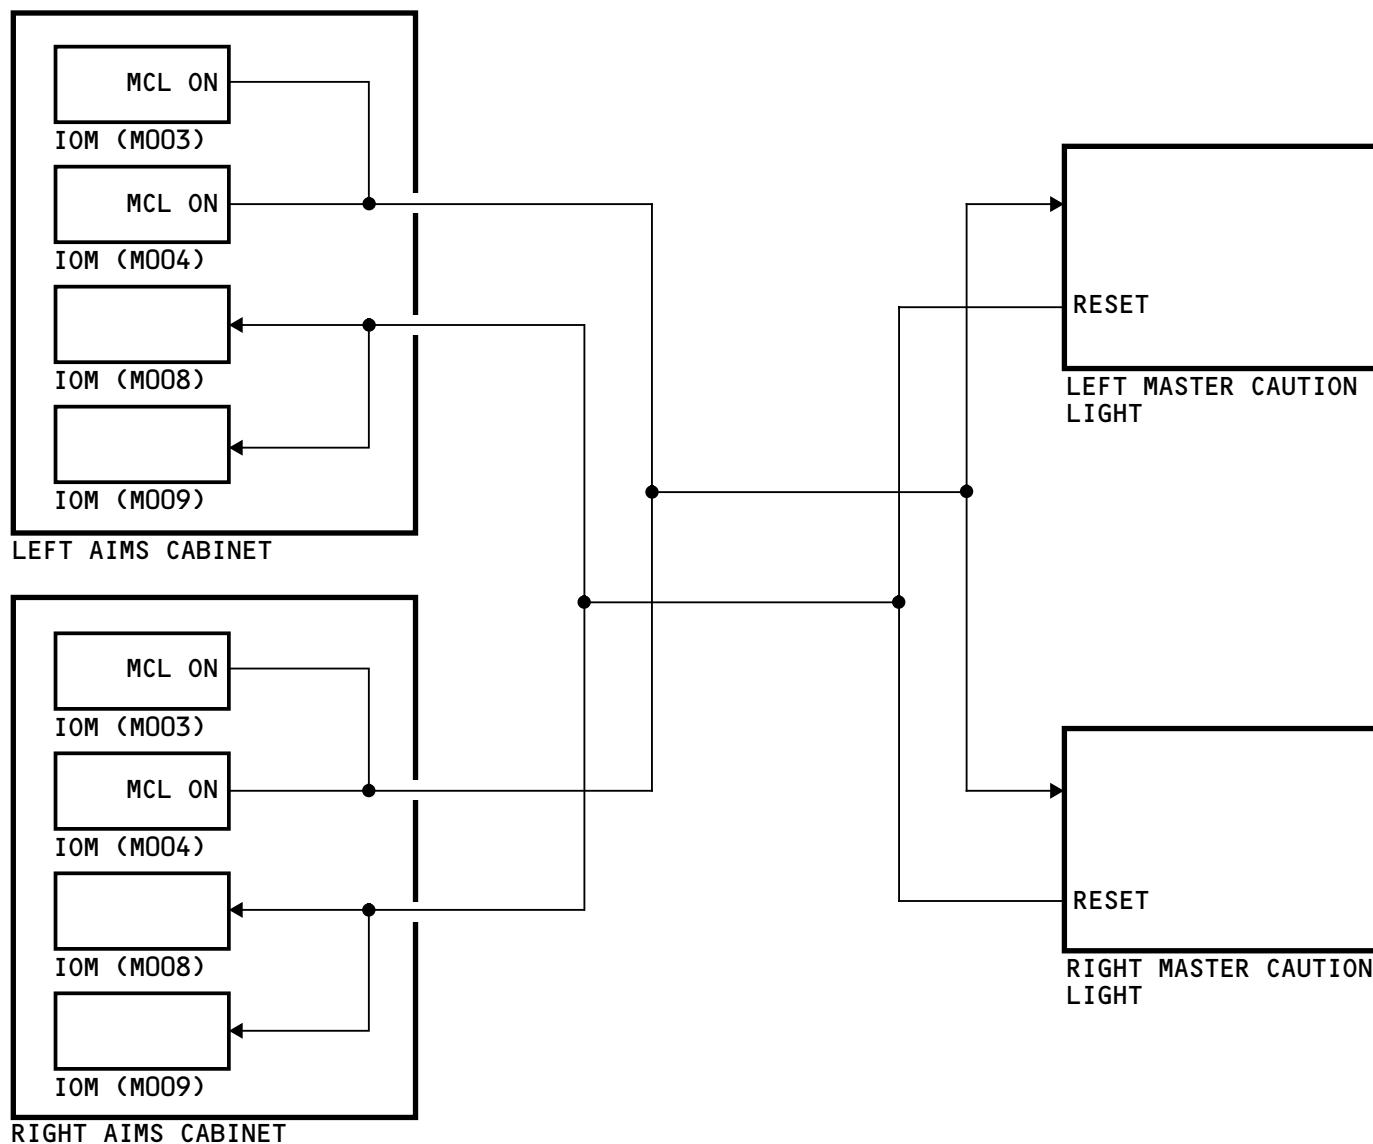 MCL ON
IOM (M003)
MCL ON
IOM (M004)
IOM (M008)
IOM (M009)
LEFT AIMS CABINET
MCL ON
IOM (M003)
MCL ON
IOM (M004)
IOM (M008)
IOM (M009)
RIGHT AIMS CABINET
RESET
LEFT MASTER CAUTION
LIGHT
RESET
RIGHT MASTER CAUTION
LIGHT